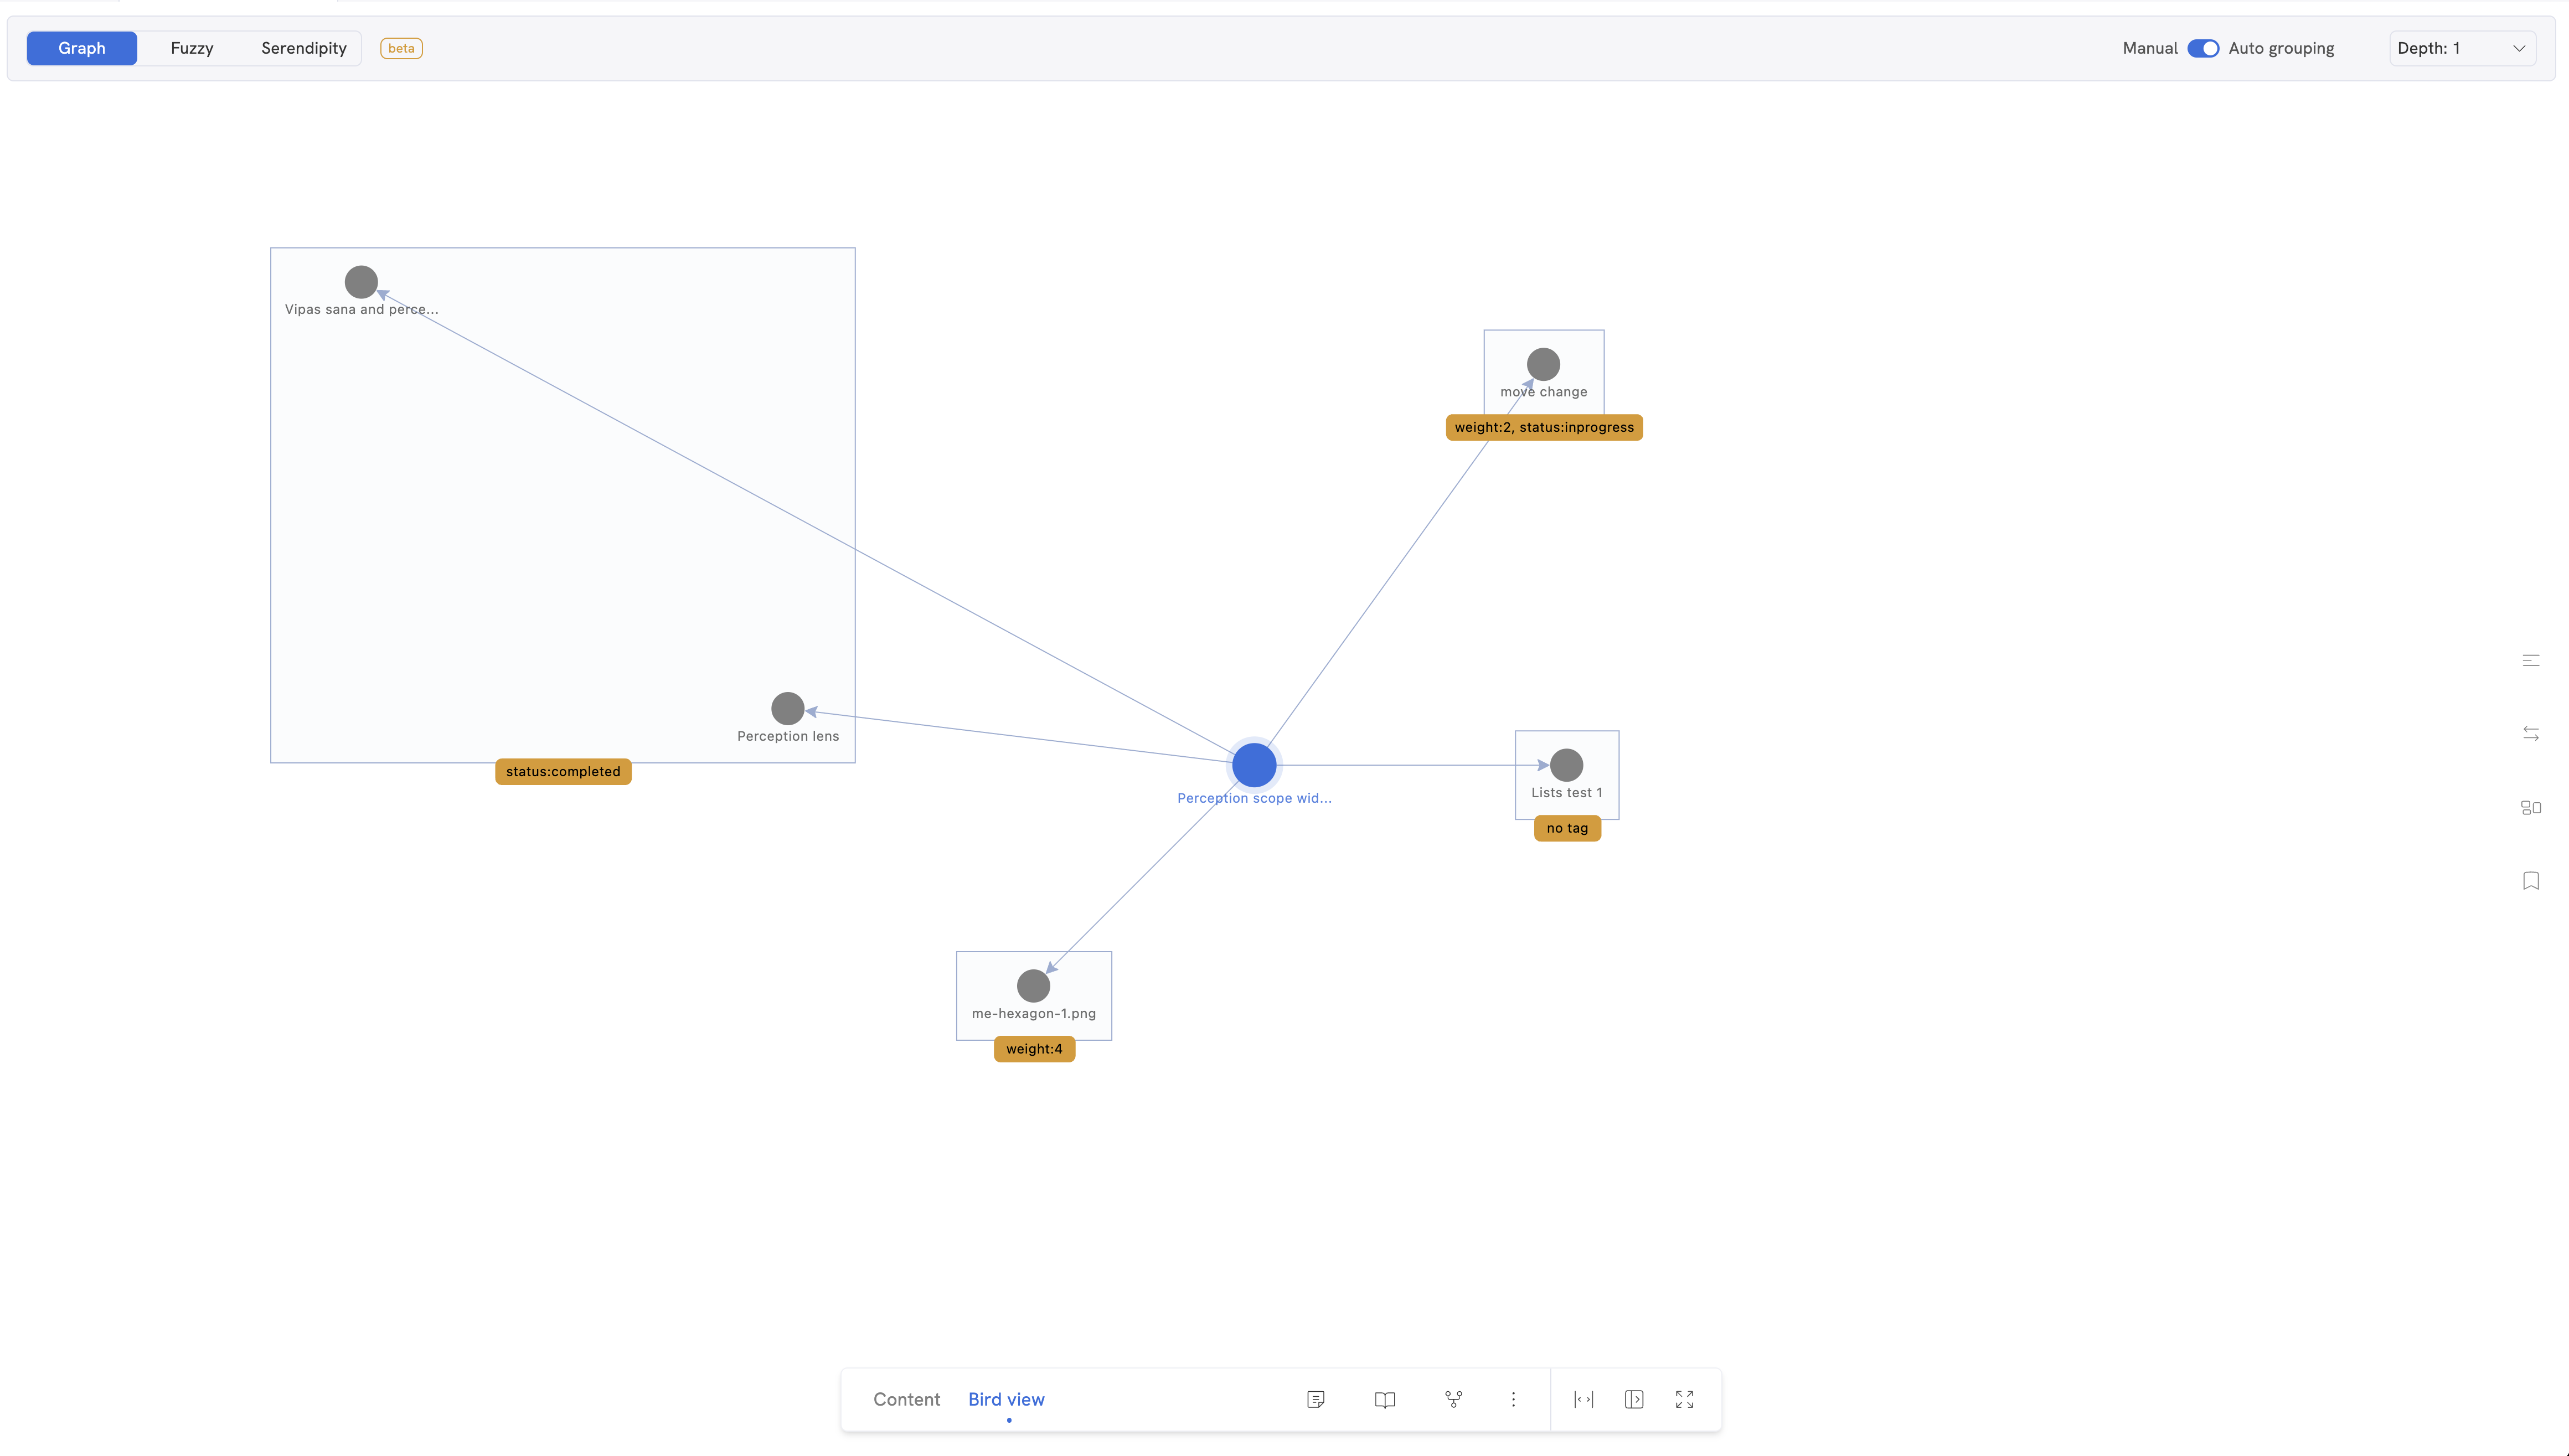 Graph
Fuzzy
Serendipity
beta
Manual
Auto grouping
Depth: 1
Vipas sana and perce...
move change
weight:2, status:inprogress
Perception lens
status:completed
Perception scope wid...
Lists test 1
no tag
me-hexagon-1.png
weight:4
Content
Bird view